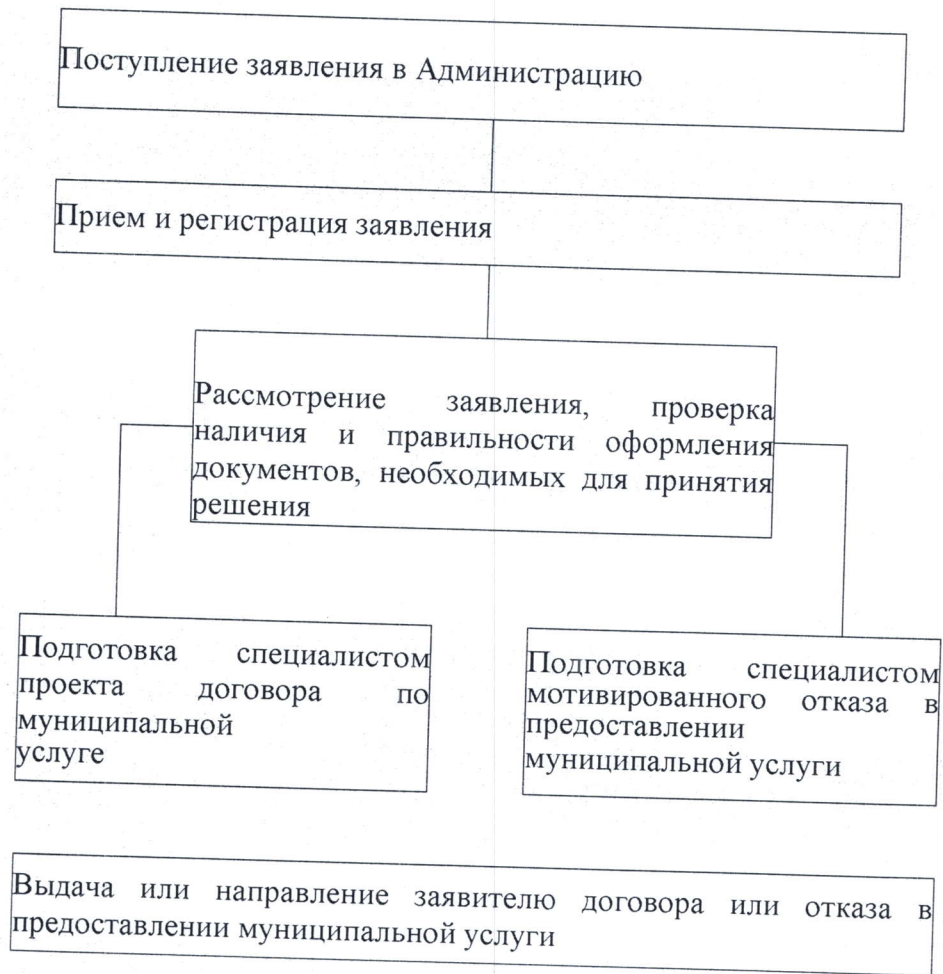 Поступление заявления в Администрацию
Прием и регистрация заявления
Рассмотрение заявления, проверка
наличия и правильности оформления
документов, необходимых для принятия
решения
Подготовка специалистом
проекта договора по
муниципальной
услуге
Подготовка специалистом
мотивированного отказа в
предоставлении
муниципальной услуги
Выдача или направление заявителю договора или отказа в
предоставлении муниципальной услуги